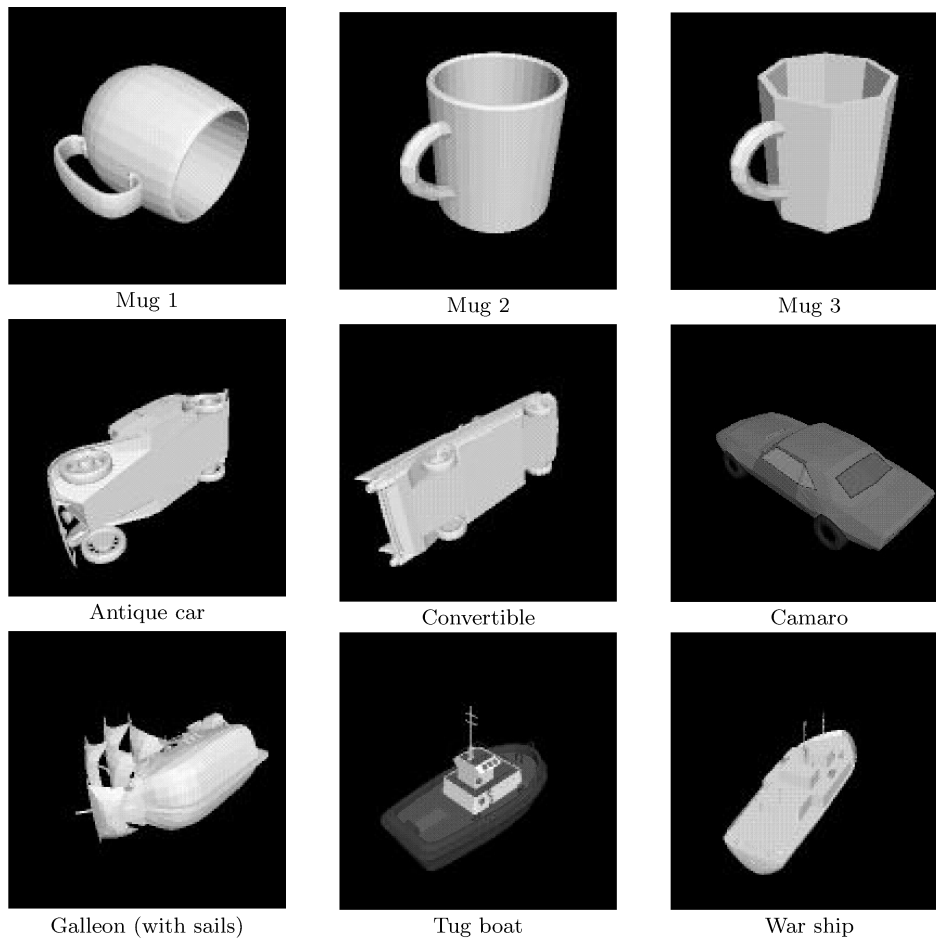 Mug 1
Mug 2
Mug 3
Antique car
Convertible
Camaro
Galleon (with sails)
Tug boat
War ship